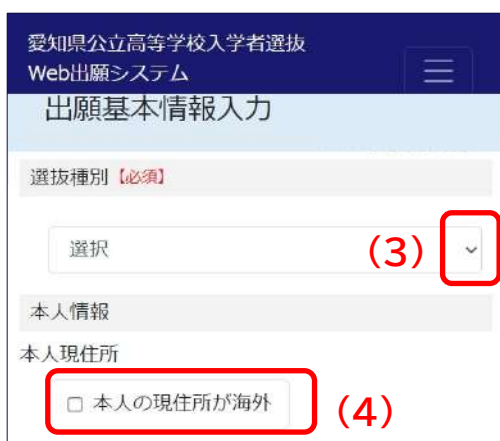 愛知県公立高等学校入学者選抜
Web出願システム
出願基本情報入力
選抜種別【必須】
選択
(3)
本人情報
本人現住所
本人の現住所が海外
(4)